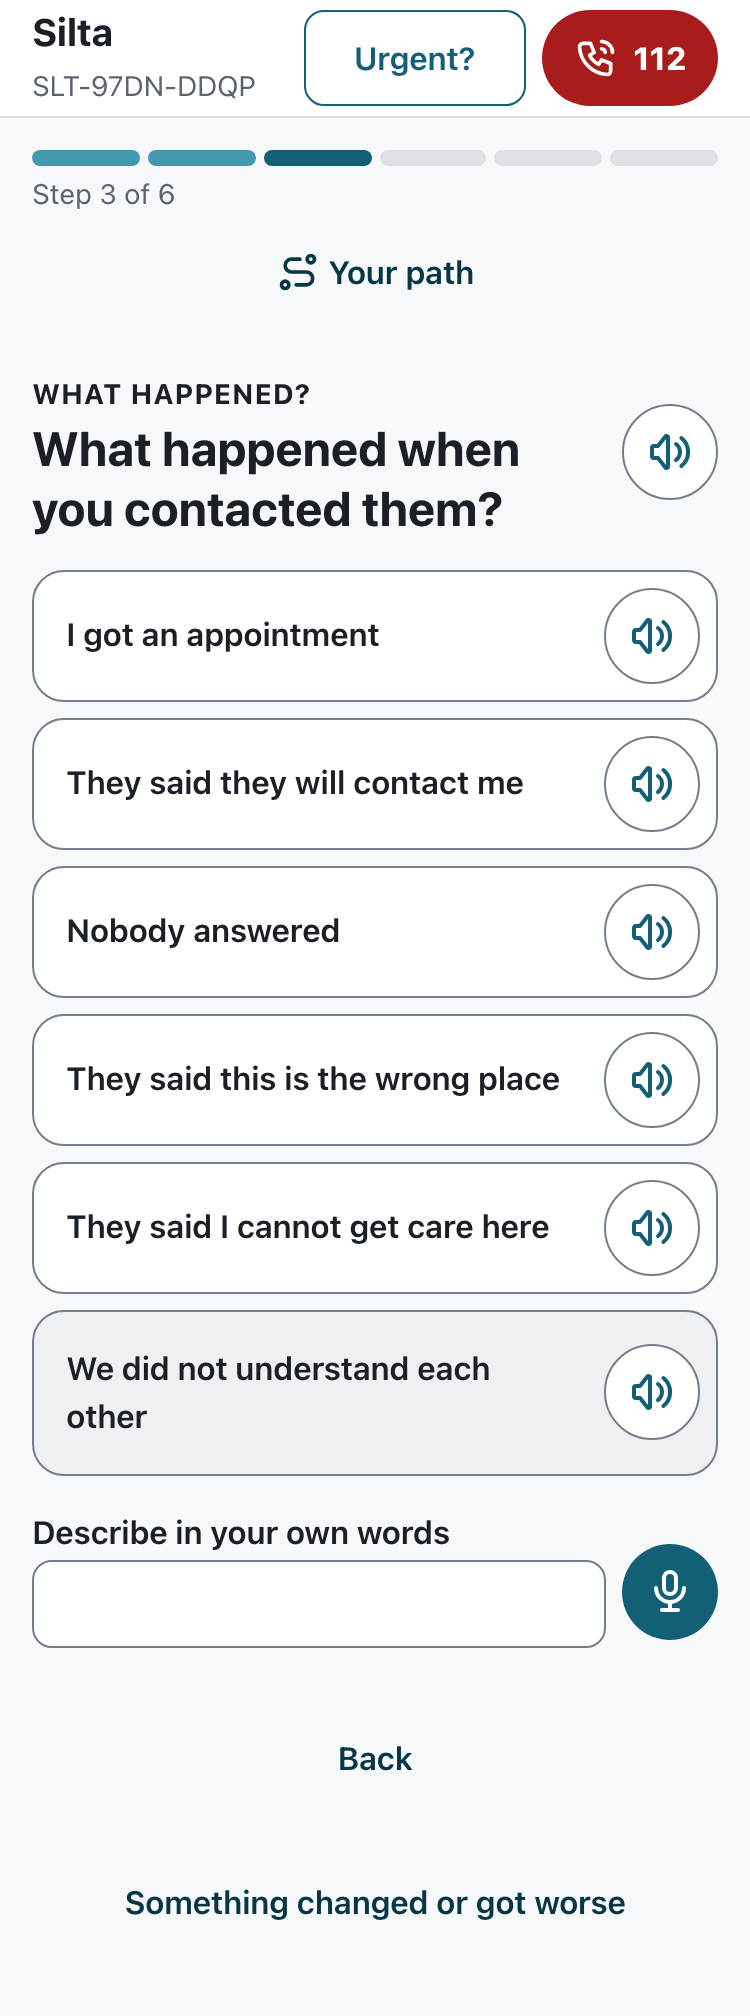 Silta
SLT-97DN-DDQP
Urgent?
112
Step 3 of 6
Your path
WHAT HAPPENED?
What happened when
you contacted them?
I got an appointment
They said they will contact me
Nobody answered
They said this is the wrong place
They said I cannot get care here
We did not understand each
other
Describe in your own words
Back
Something changed or got worse